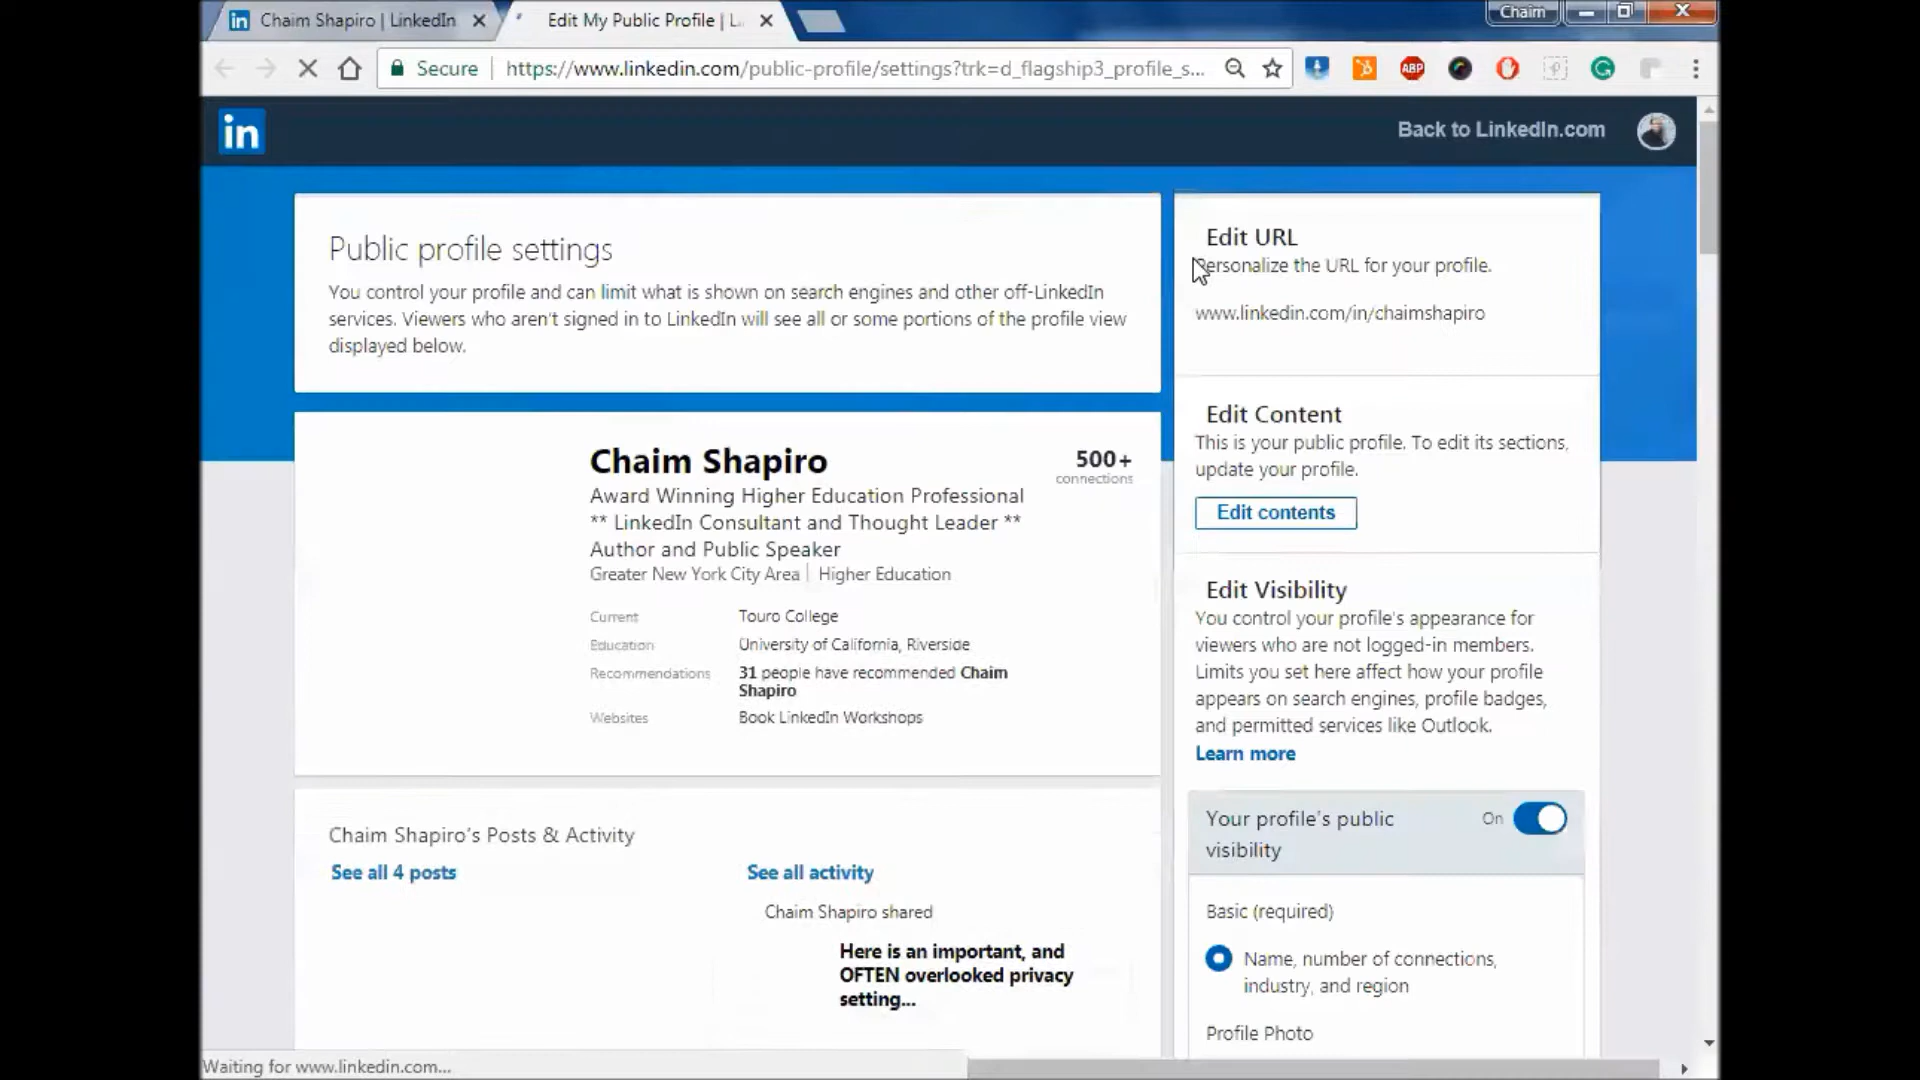 Chaim Shapiro | LinkedIn
Edit My Public Profile | L
Chaim
Secure
https://www.linkedin.com/public-profile/settings?trk=d_flagship3_profile_s...
ABP
in
Back to LinkedIn.com
Public profile settings
You control your profile and can limit what is shown on search engines and other off-LinkedIn
services. Viewers who aren't signed in to LinkedIn will see all or some portions of the profile view
displayed below.
Chaim Shapiro
500+
connections
Award Winning Higher Education Professional
** LinkedIn Consultant and Thought Leader **
Author and Public Speaker
Greater New York City Area | Higher Education
Current Touro College
Education University of California, Riverside
Recommendations 31 people have recommended Chaim
Shapiro
Websites Book LinkedIn Workshops
Chaim Shapiro's Posts & Activity
See all 4 posts
See all activity
Chaim Shapiro shared
Here is an important, and
OFTEN overlooked privacy
setting...
Edit URL
Personalize the URL for your profile.
www.linkedin.com/in/chaimshapiro
Edit Content
This is your public profile. To edit its sections,
update your profile.
Edit contents
Edit Visibility
You control your profile's appearance for
viewers who are not logged-in members.
Limits you set here affect how your profile
appears on search engines, profile badges,
and permitted services like Outlook.
Learn more
Your profile's public
visibility
On
Basic (required)
Name, number of connections,
industry, and region
Profile Photo
Waiting for www.linkedin.com...